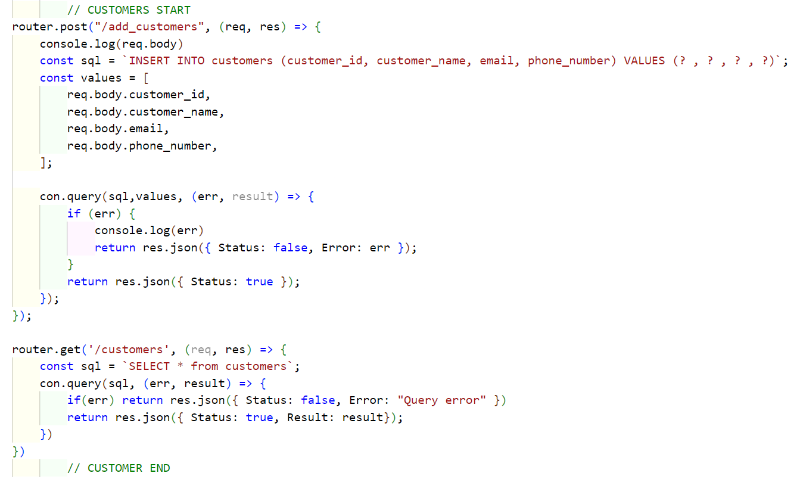 // CUSTOMERS START
router.post("/add_customers", (req, res) => {
console.log(req.body)
const sql = `INSERT INTO customers (customer_id, customer_name, email, phone_number) VALUES (? , ? , ? , ?)`;
const values = [
req.body.customer_id,
req.body.customer_name,
req.body.email,
req.body.phone_number,
];
con.query(sql,values, (err, result) => {
if (err) {
console.log(err)
return res.json({ Status: false, Error: err });
}
return res.json({ Status: true });
});
});
router.get('/customers', (req, res) => {
const sql = `SELECT * from customers`;
con.query(sql, (err, result) => {
if(err) return res.json({ Status: false, Error: "Query error" })
return res.json({ Status: true, Result: result});
})
})
// CUSTOMER END